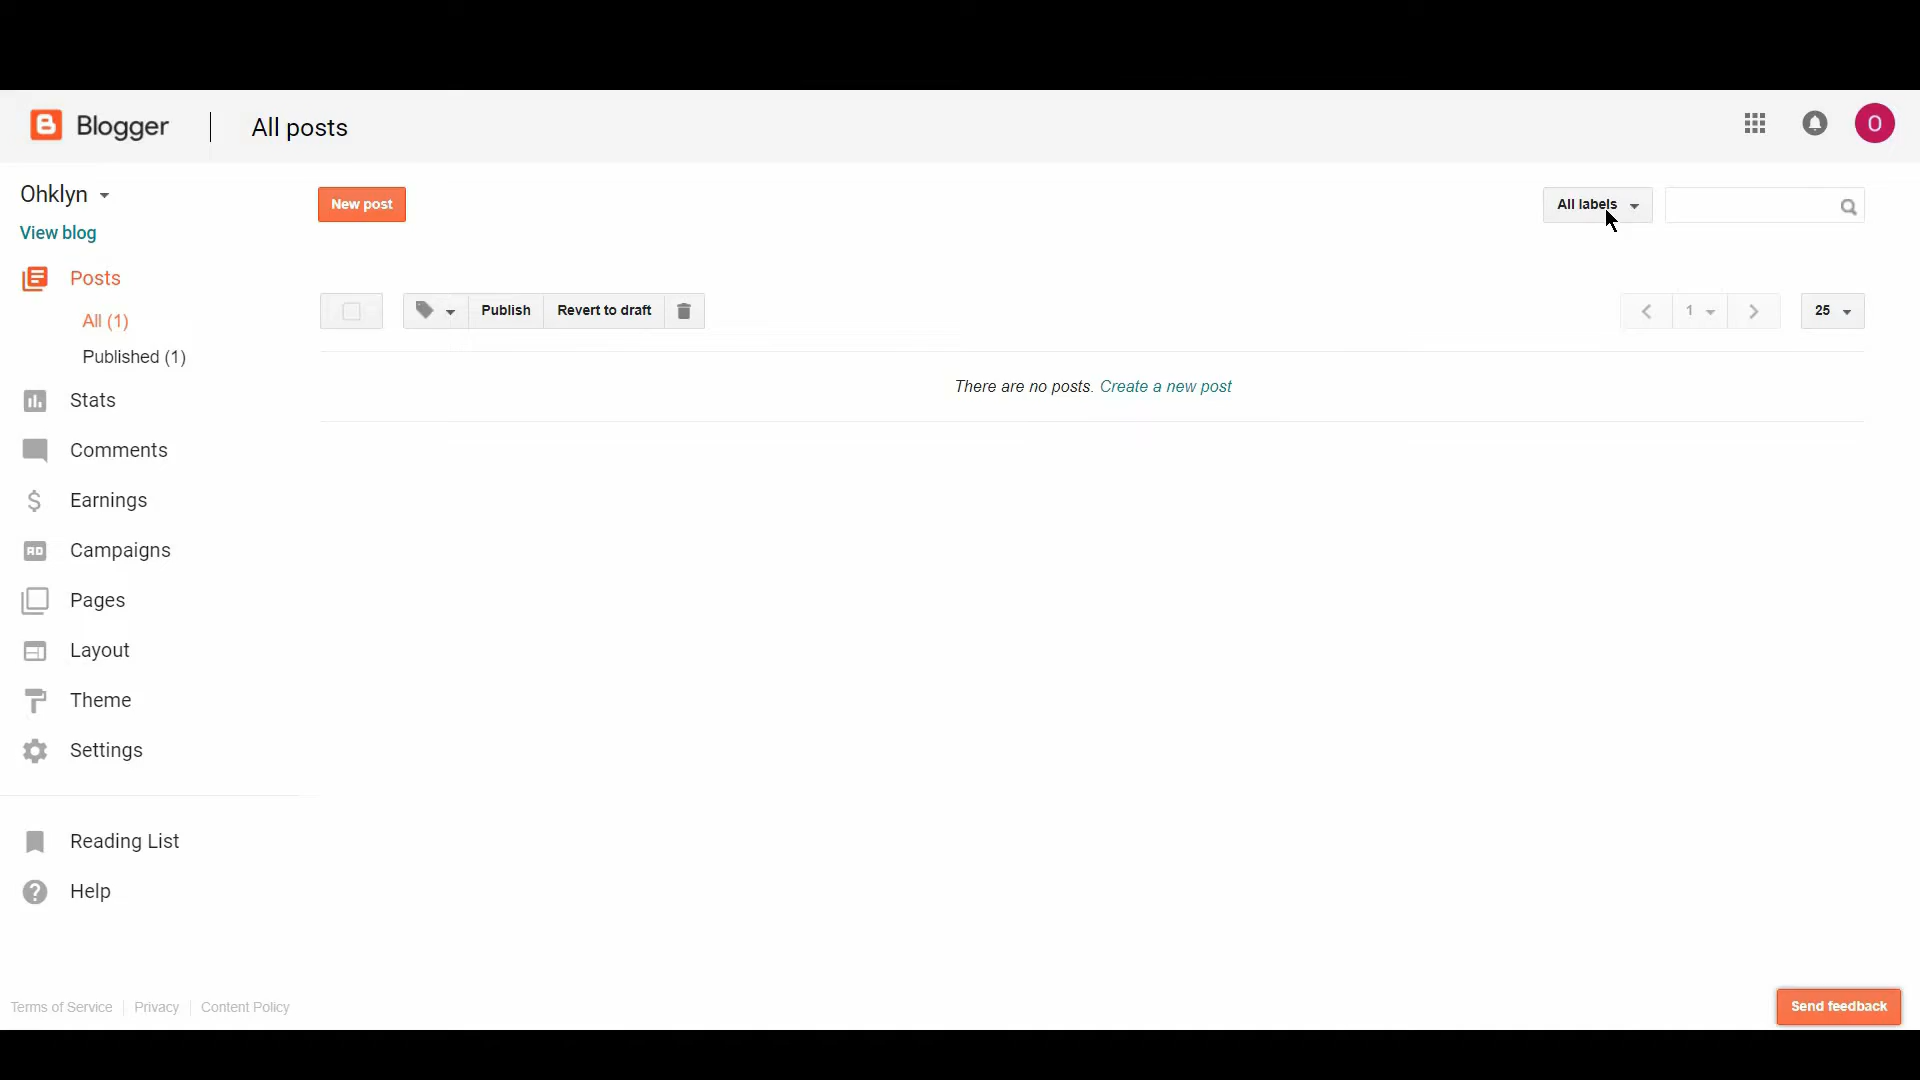 Blogger
All posts
O
Ohklyn
View blog
New post
All labels
Posts
All (1)
Published (1)
Publish
Revert to draft
1
25
There are no posts. Create a new post
Stats
Comments
Earnings
AD
Campaigns
Pages
Layout
Theme
Settings
Reading List
Help
Terms of Service
Privacy
Content Policy
Send feedback